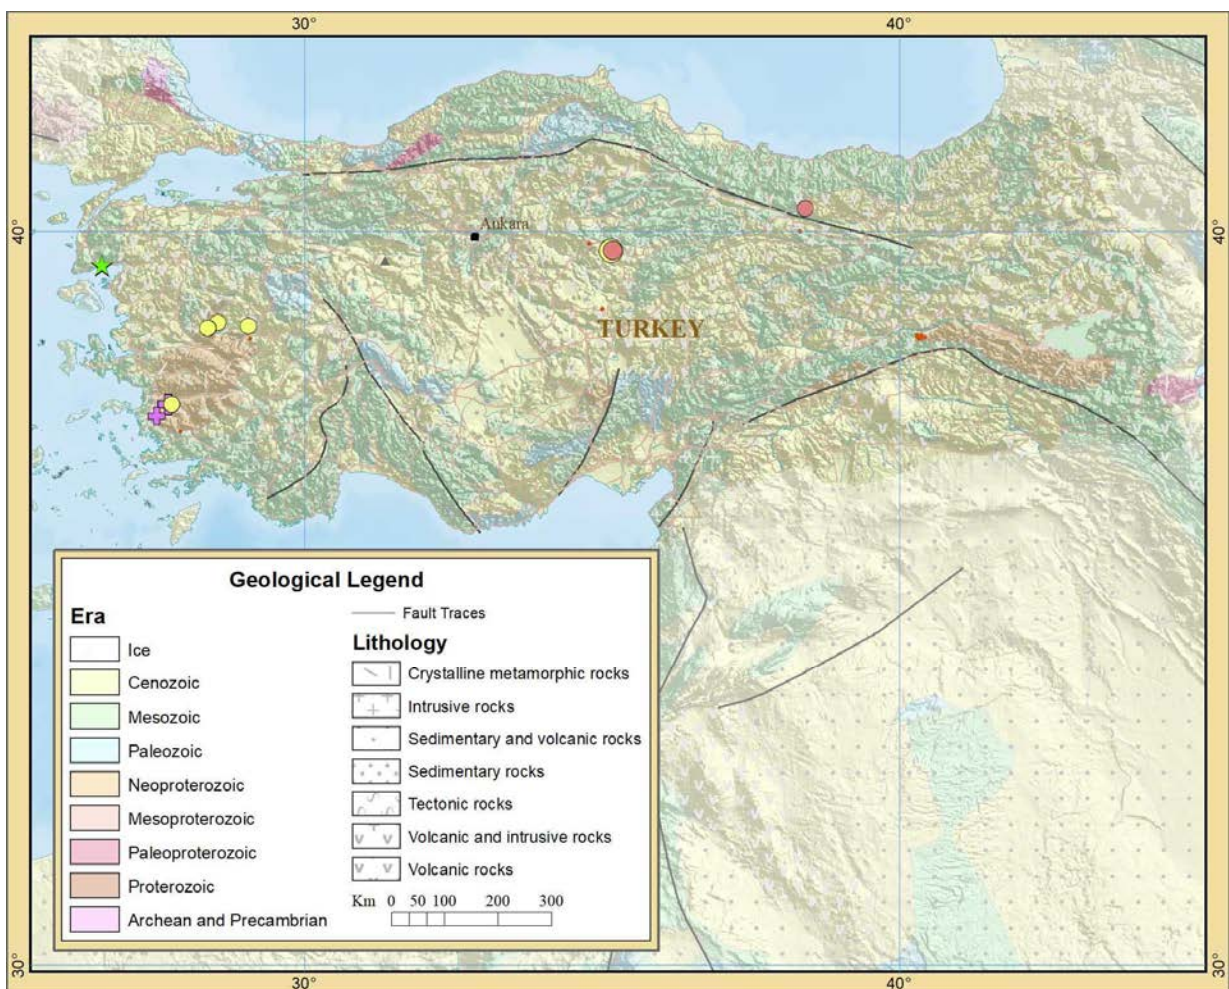 30°
40°
40°
40°
Ankara
TURKEY
Geological Legend
Era
Ice
Cenozoic
Mesozoic
Paleozoic
Neoproterozoic
Mesoproterozoic
Paleoproterozoic
Proterozoic
Archean and Precambrian
Fault Traces
Lithology
Crystalline metamorphic rocks
Intrusive rocks
Sedimentary and volcanic rocks
Sedimentary rocks
Tectonic rocks
Volcanic and intrusive rocks
Volcanic rocks
Km 0 50 100 200 300
30°
30°
30°
40°